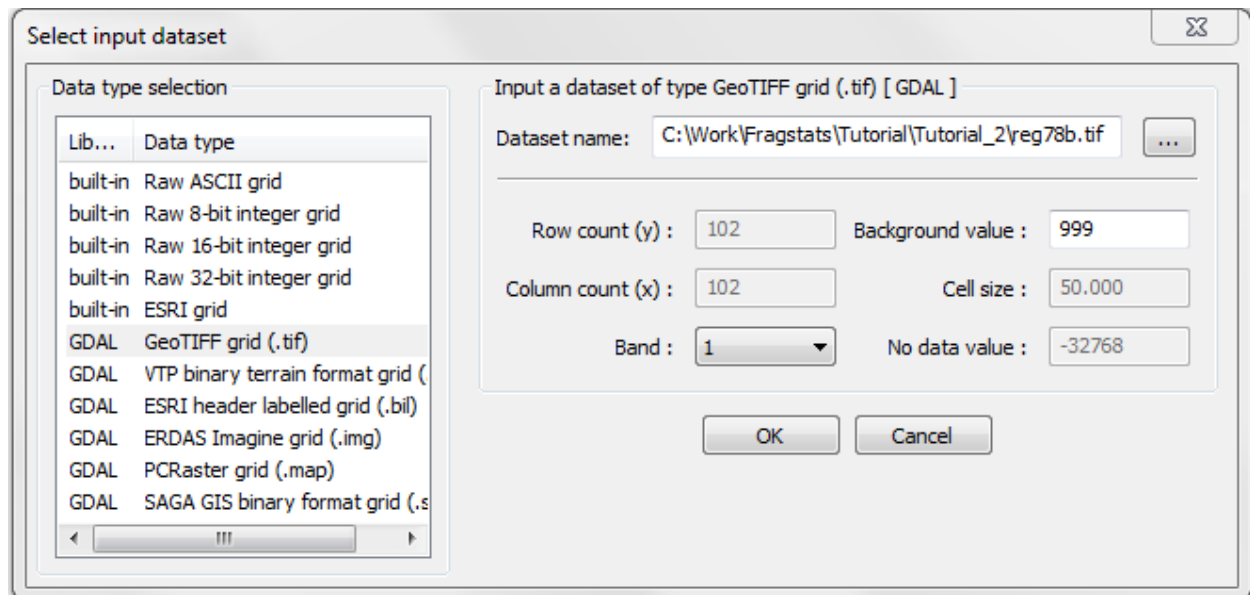 Select input dataset
Data type selection
Lib... Data type
built-in Raw ASCII grid
built-in Raw 8-bit integer grid
built-in Raw 16-bit integer grid
built-in Raw 32-bit integer grid
built-in ESRI grid
GDAL GeoTIFF grid (.tif)
GDAL VTP binary terrain format grid (.
GDAL ESRI header labelled grid (.bil)
GDAL ERDAS Imagine grid (.img)
GDAL PCRaster grid (.map)
GDAL SAGA GIS binary format grid (.s
Input a dataset of type GeoTIFF grid (.tif) [ GDAL ]
Dataset name: C:\Work\Fragstats\Tutorial\Tutorial_2\reg78b.tif ...
Row count (y) : 102 Background value : 999
Column count (x) : 102 Cell size : 50.000
Band : 1 No data value : -32768
OK Cancel